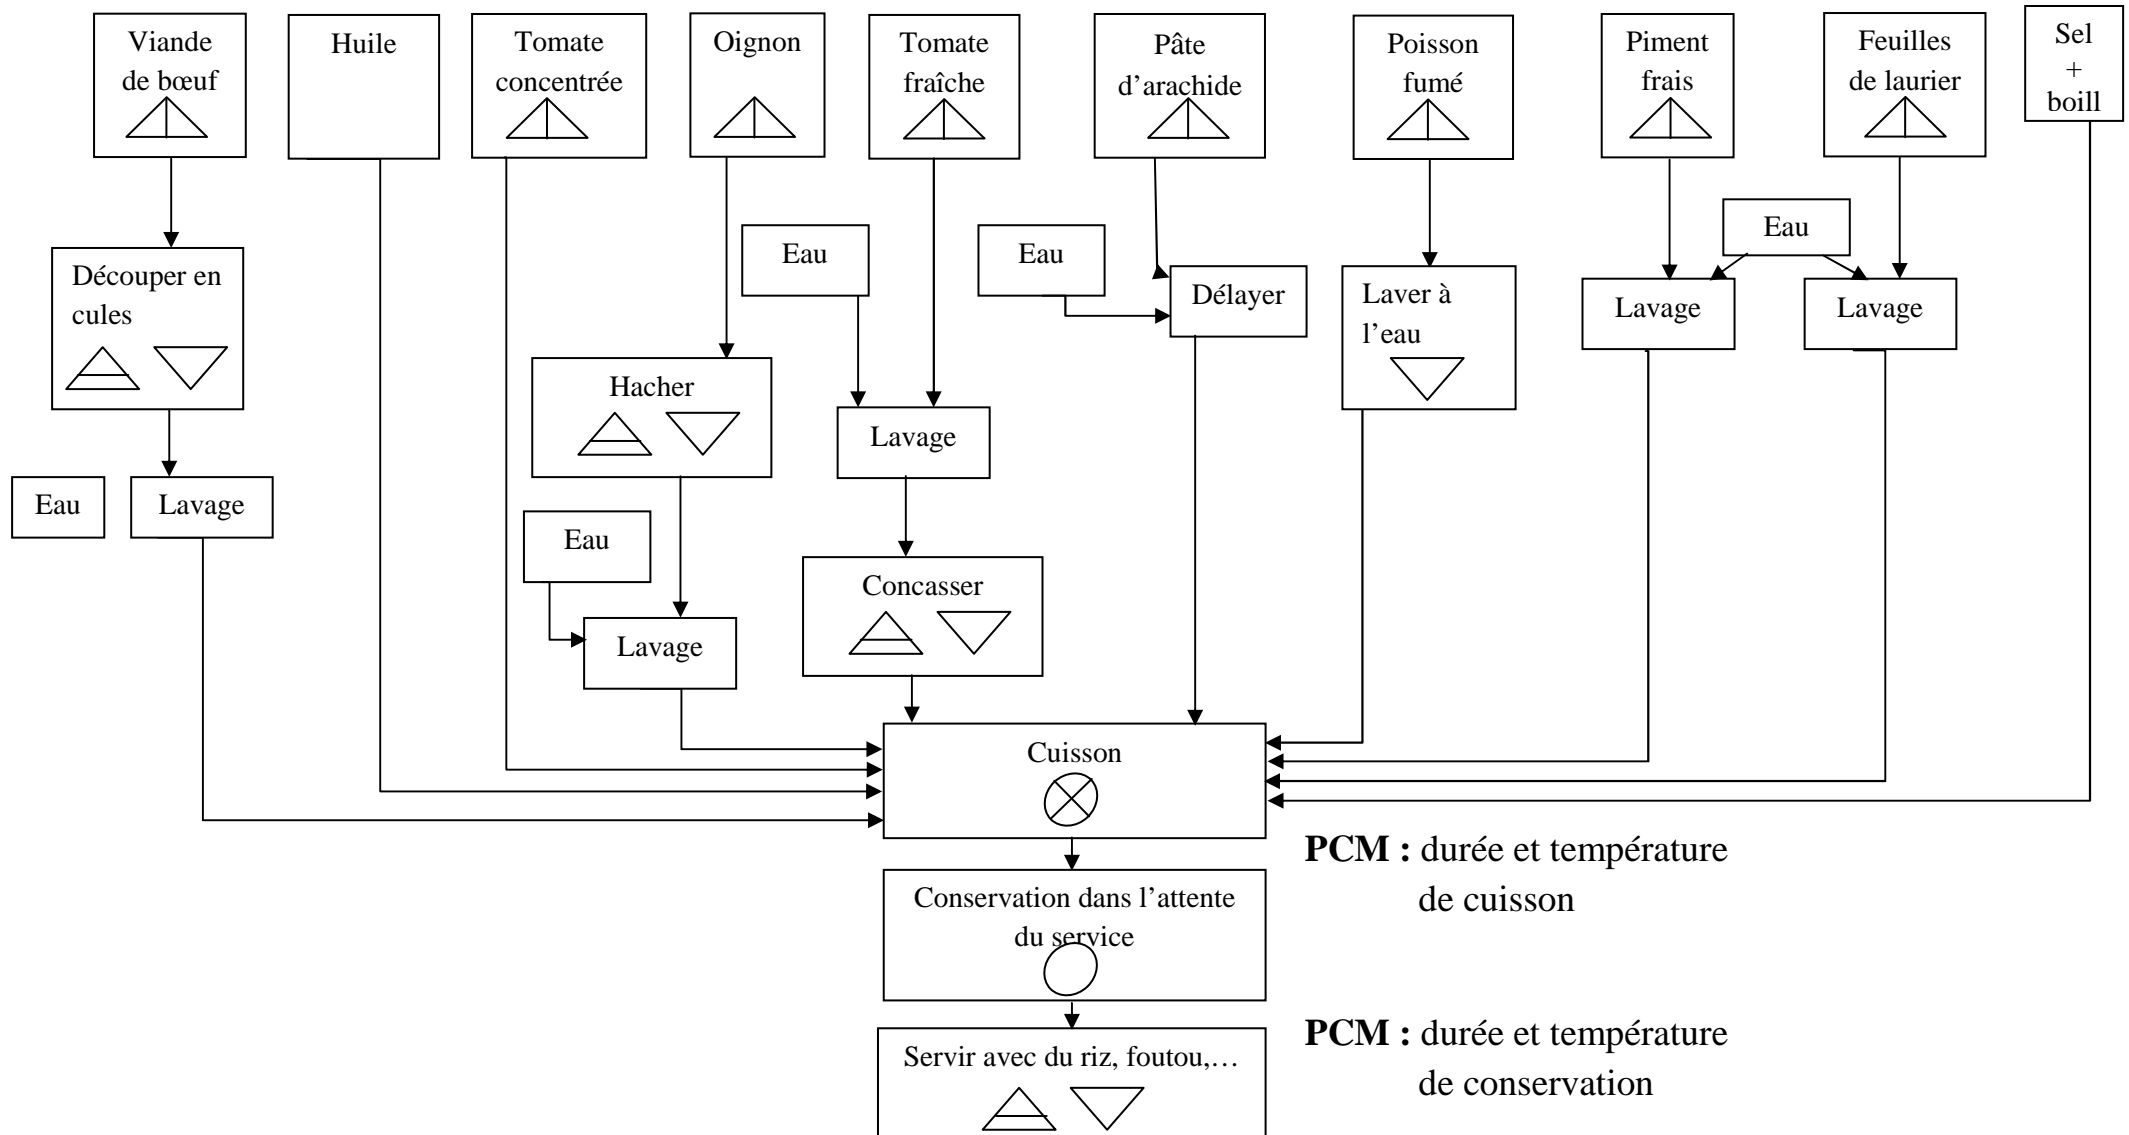 Viande
de bœuf
Huile
Tomate
concentrée
Oignon
Tomate
fraîche
Pâte
d’arachide
Poisson
fumé
Piment
frais
Feuilles
de laurier
Sel
+
boill
Eau
Eau
Eau
Découper en
cules
Délayer
Laver à
l’eau
Lavage
Lavage
Hacher
Lavage
Eau
Lavage
Eau
Concasser
Lavage
Cuisson
PCM : durée et température
de cuisson
Conservation dans l’attente
du service
PCM : durée et température
de conservation
Servir avec du riz, foutou,…